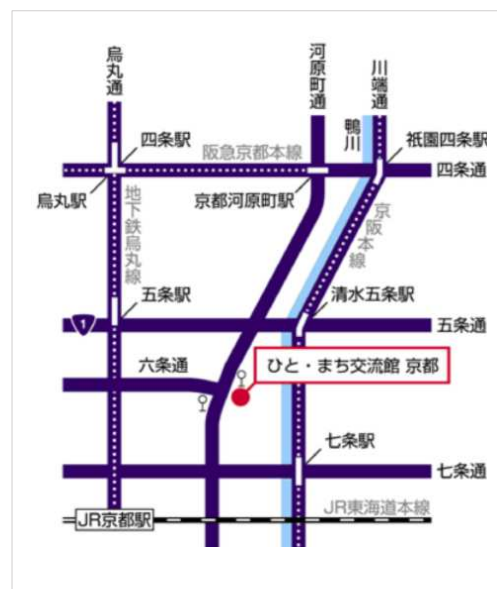 烏丸通
河原町通
川端通
鴨川
四条駅
阪急京都本線
祇園四条駅
四条通
烏丸駅
地下鉄烏丸線
京都河原町駅
京阪本線
五条駅
清水五条駅
1
五条通
六条通
ひと・まち交流館 京都
七条駅
七条通
JR東海道本線
JR京都駅